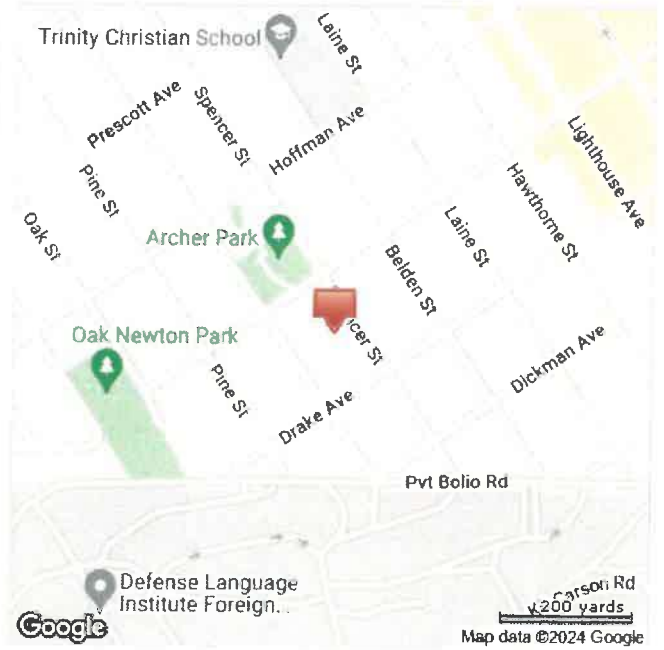 Trinity Christian School
Laine St
Prescott Ave
Spencer St
Hoffman Ave
Lighthouse Ave
Pine St
Hawthorne St
Oak St
Laine St
Archer Park
Belden St
ncer St
Oak Newton Park
Dickman Ave
Pine St
Drake Ave
Pvt Bolio Rd
Defense Language
Institute Foreign...
Carson Rd
200 yards
Google
Map data ©2024 Google